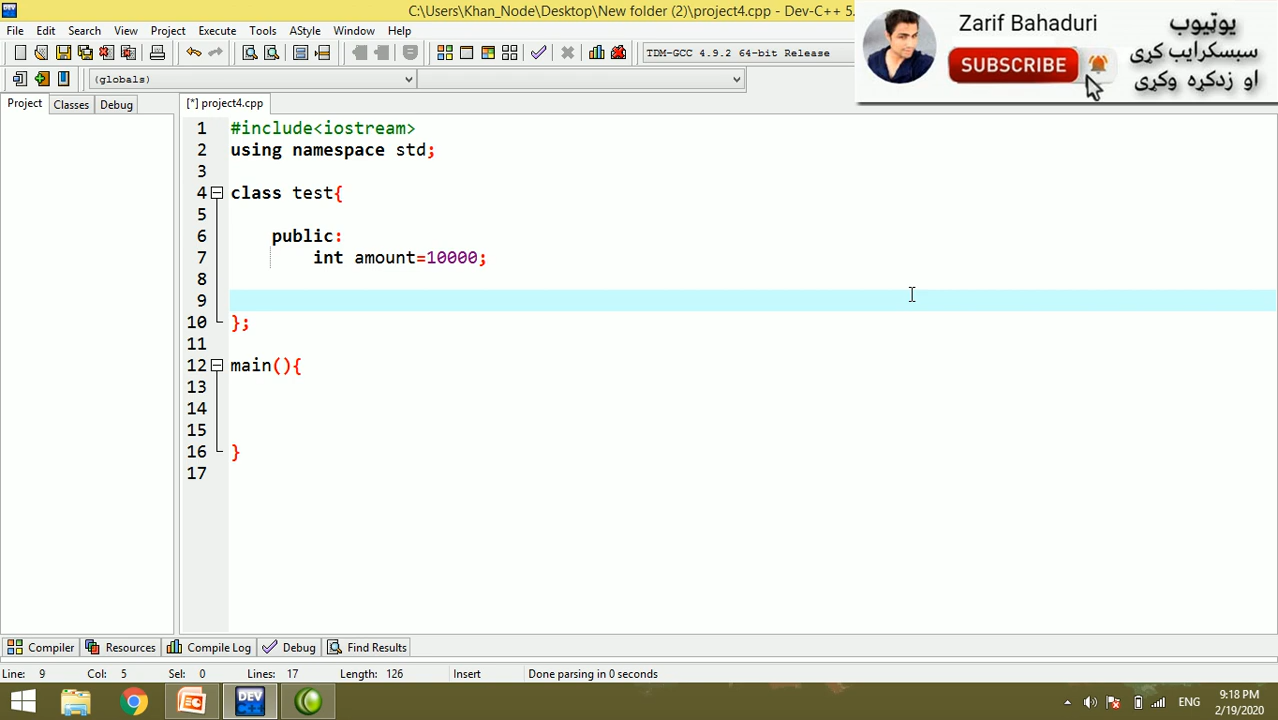 C:\Users\Khan_Node\Desktop\New folder (2)\project4.cpp - Dev-C++ 5.
File Edit Search View Project Execute Tools AStyle Window Help
TDM-GCC 4.9.2 64-bit Release
(globals)
Zarif Bahaduri
SUBSCRIBE
یوټیوب
سبسکرایب کړی
او زدکړه وکړی
Project Classes Debug
[*] project4.cpp
1 #include<iostream>
2 using namespace std;
3
4 class test{
5
6 public:
7 int amount=10000;
8
9
10 };
11
12 main(){
13
14
15
16 }
17
Compiler Resources Compile Log Debug Find Results
Line: 9 Col: 5 Sel: 0 Lines: 17 Length: 126 Insert Done parsing in 0 seconds
DEV
ENG
9:18 PM
2/19/2020